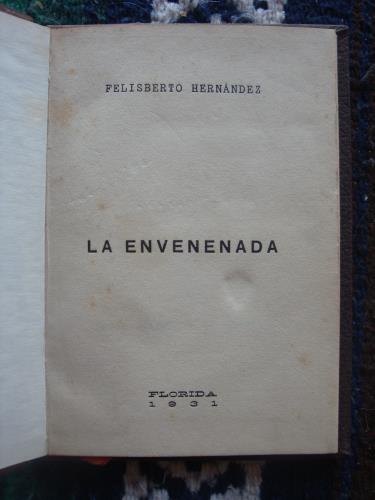 FELISBERTO HERNÁNDEZ
LA ENVENENADA
FLORIDA
1931